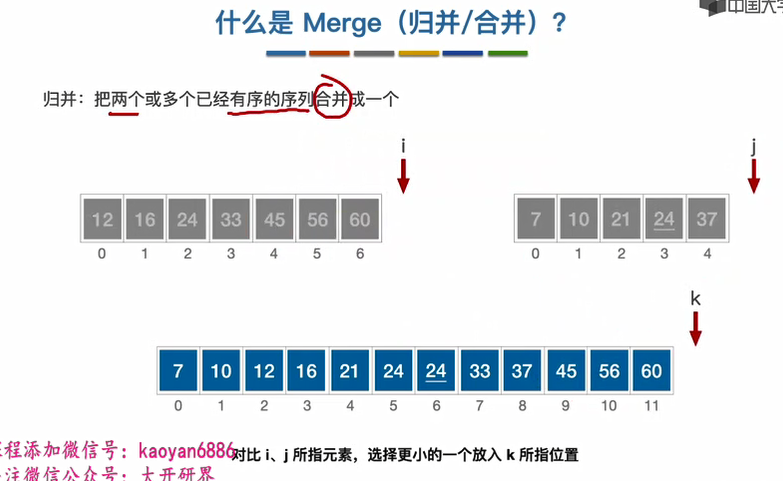 中国大学
什么是 Merge（归并/合并）?
归并：把两个或多个已经有序的序列合并成一个
i
j
12 16 24 33 45 56 60
7 10 21 24 37
0 1 2 3 4 5 6
0 1 2 3 4
k
7 10 12 16 21 24 24 33 37 45 56 60
0 1 2 3 4 5 6 7 8 9 10 11
程添加微信号：kaoyan6886
对比 i、j 所指元素，选择更小的一个放入 k 所指位置
注微信公众号：大开研界